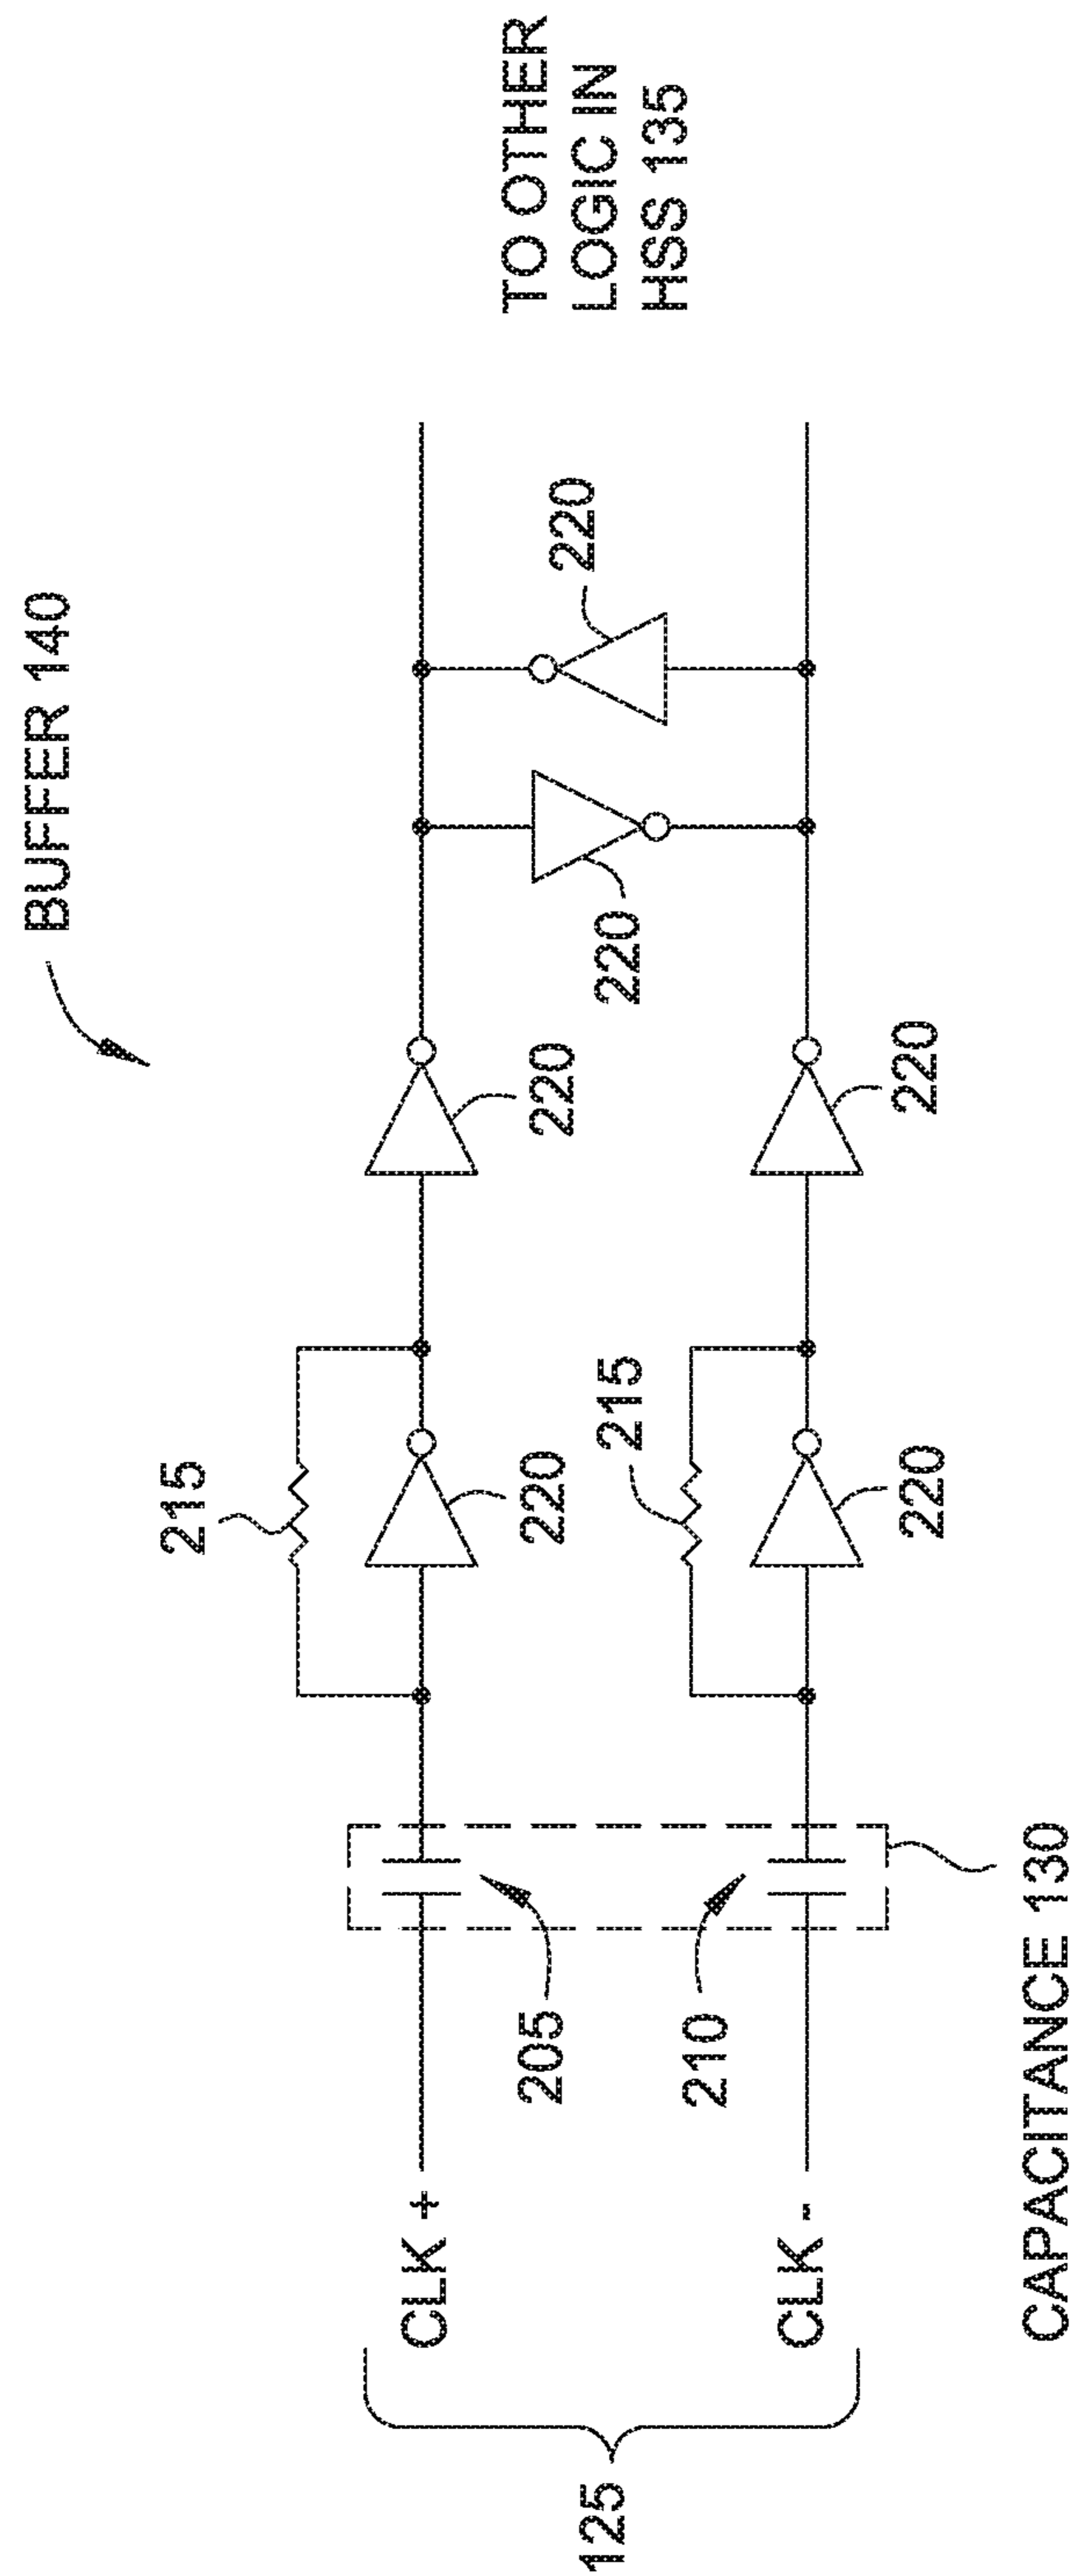 BUFFER 140
215
220
220
220
220
TO OTHER
LOGIC IN
HSS 135
125
CLK +
205
CLK -
210
215
220
220
CAPACITANCE 130